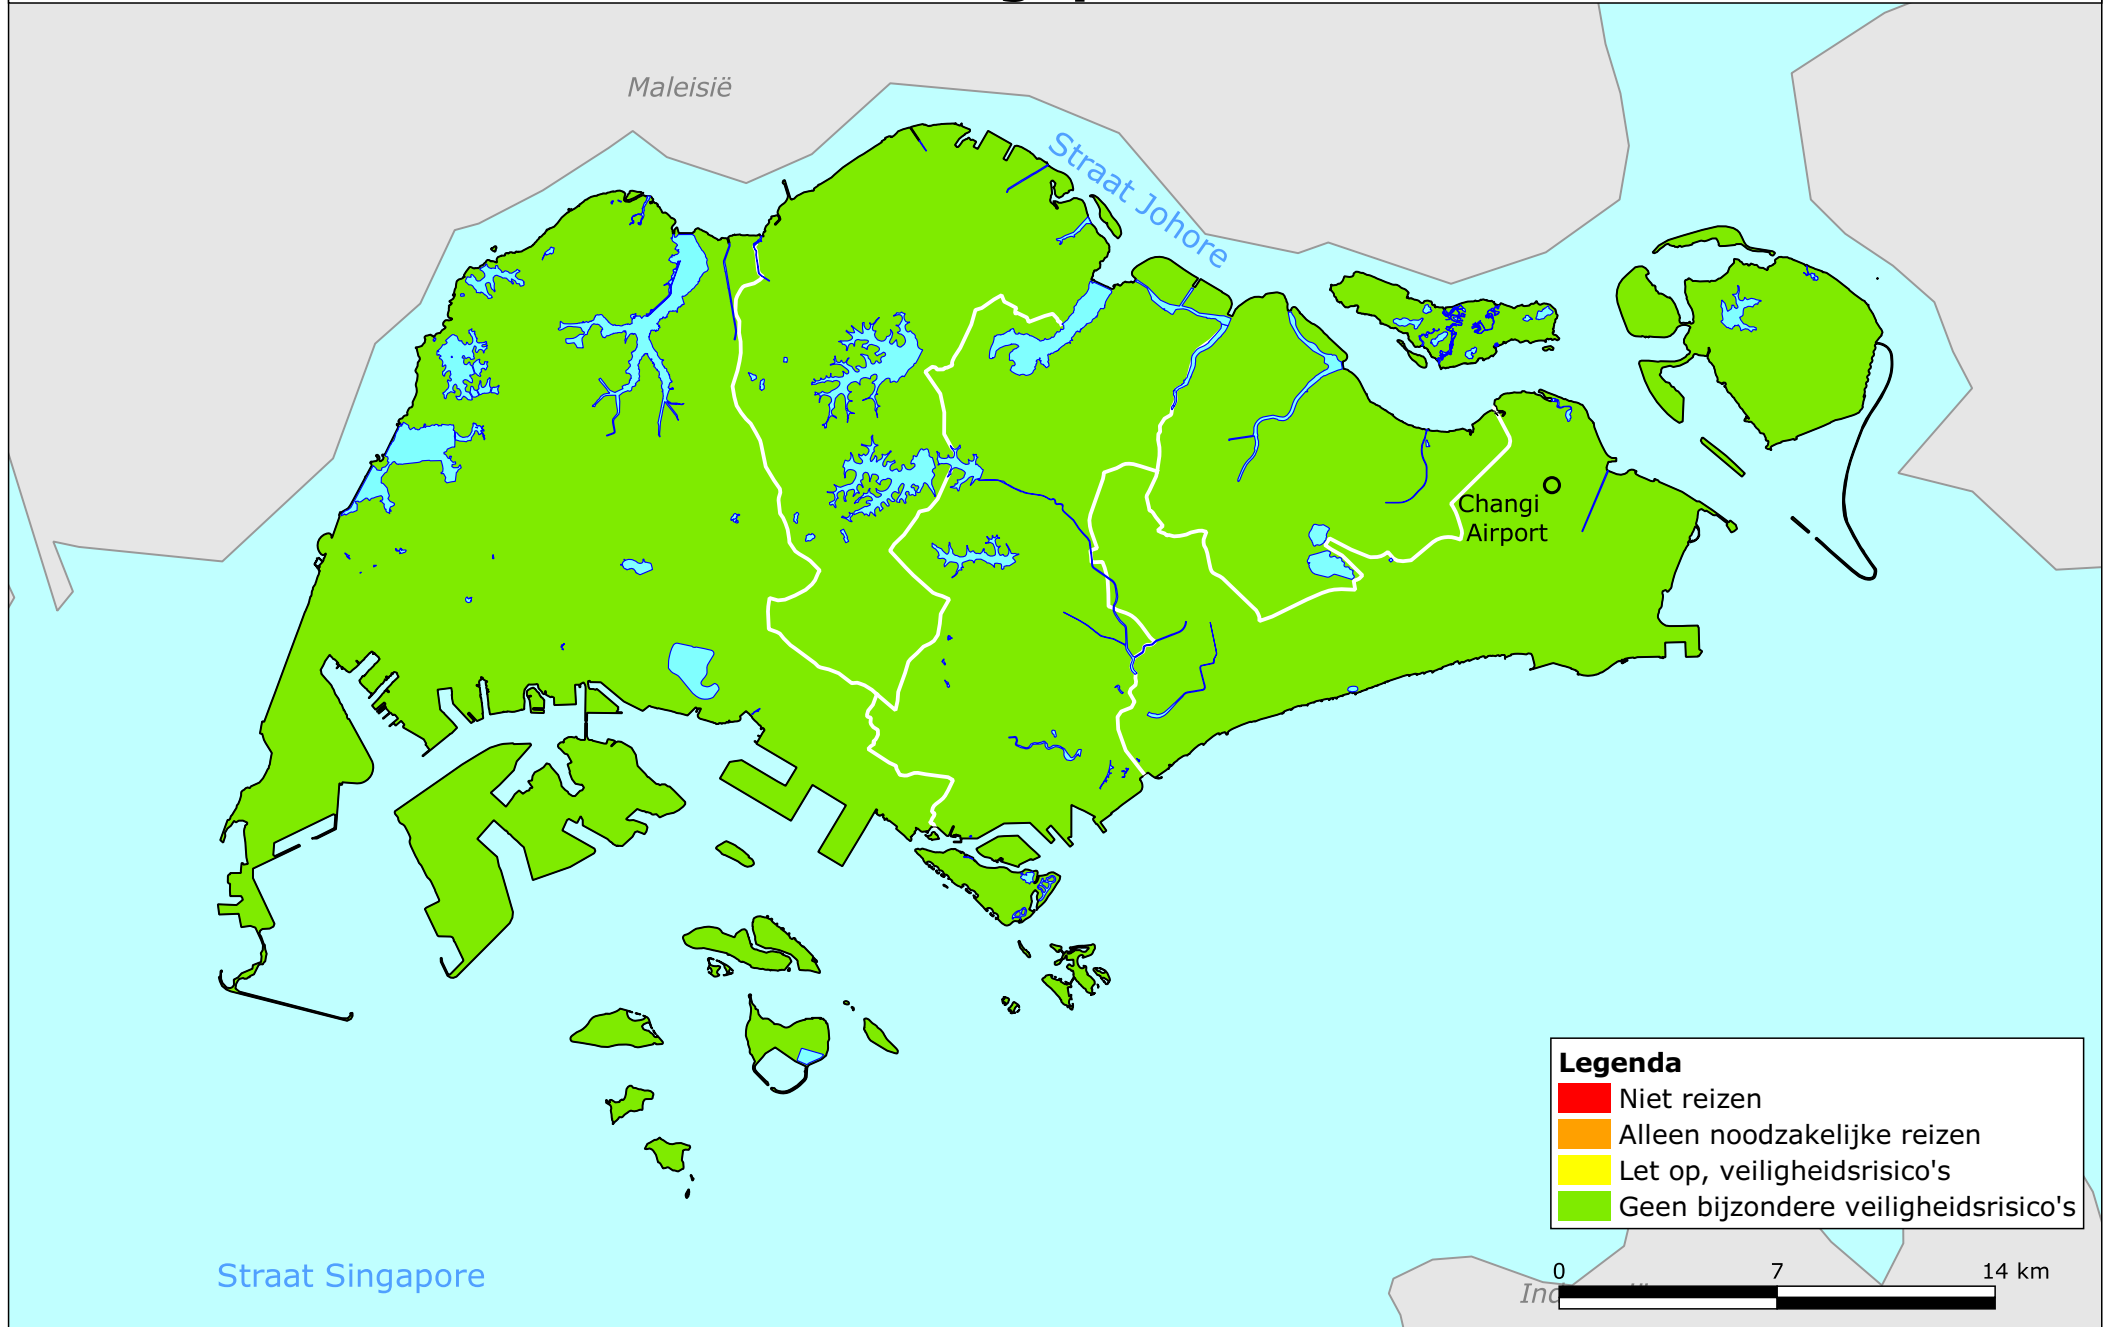 Maleisië
Straat Johore
Changi
Airport
Legenda
Niet reizen
Alleen noodzakelijke reizen
Let op, veiligheidsrisico's
Geen bijzondere veiligheidsrisico's
Straat Singapore
0 7 14 km